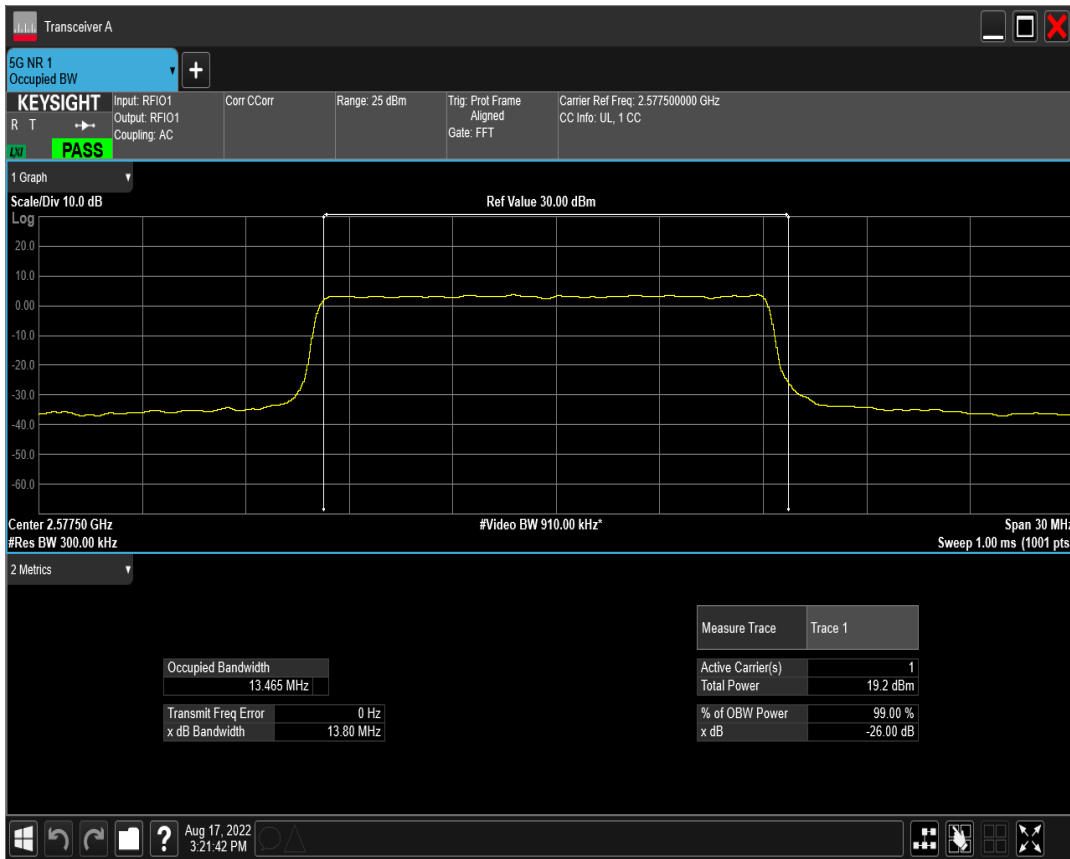 Transceiver A
5G NR 1
Occupied BW
KEYSIGHT
R T
LXI
PASS
Input: RFIO1
Output: RFIO1
Coupling: AC
Corr CCorr
Range: 25 dBm
Trig: Prot Frame
Aligned
Gate: FFT
Carrier Ref Freq: 2.577500000 GHz
CC Info: UL, 1 CC
1 Graph
Scale/Div 10.0 dB
Ref Value 30.00 dBm
Log
20.0
10.0
0.00
-10.0
-20.0
-30.0
-40.0
-50.0
-60.0
Center 2.57750 GHz
#Video BW 910.00 kHz*
Span 30 MHz
#Res BW 300.00 kHz
Sweep 1.00 ms (1001 pts
2 Metrics
Measure Trace Trace 1
Occupied Bandwidth
13.465 MHz
Active Carrier(s) 1
Total Power 19.2 dBm
Transmit Freq Error 0 Hz
x dB Bandwidth 13.80 MHz
% of OBW Power 99.00 %
x dB -26.00 dB
?
Aug 17, 2022
3:21:42 PM